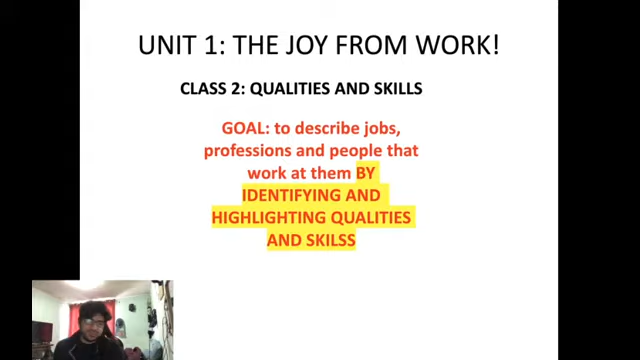 UNIT 1: THE JOY FROM WORK!
CLASS 2: QUALITIES AND SKILLS
GOAL: to describe jobs,
professions and people that
work at them BY
IDENTIFYING AND
HIGHLIGHTING QUALITIES
AND SKILSS